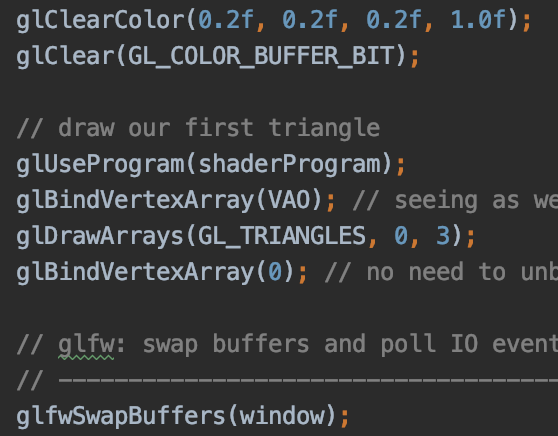 glClearColor(0.2f, 0.2f, 0.2f, 1.0f);
glClear(GL_COLOR_BUFFER_BIT);
// draw our first triangle
glUseProgram(shaderProgram);
glBindVertexArray(VAO); // seeing as we
glDrawArrays(GL_TRIANGLES, 0, 3);
glBindVertexArray(0); // no need to unb
// glfw: swap buffers and poll IO event
// ------------------------------------
glfwSwapBuffers(window);